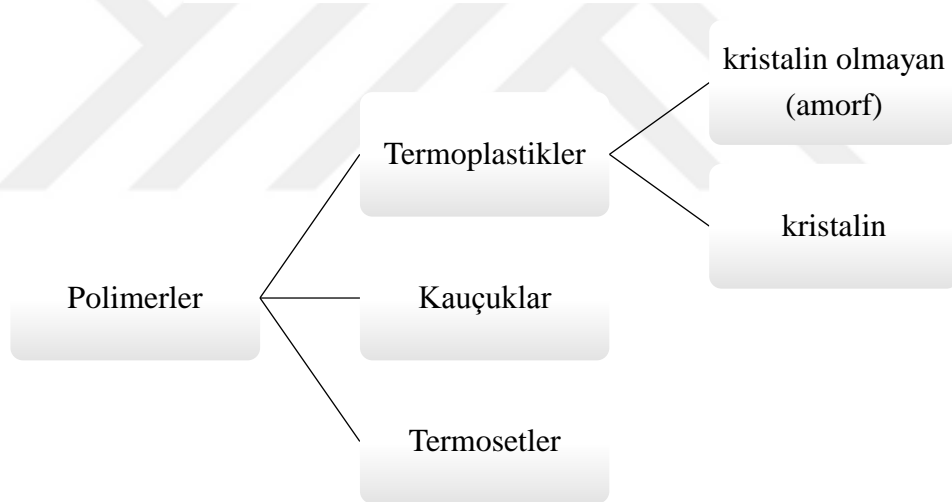 kristalin olmayan
(amorf)
Termoplastikler
kristalin
Polimerler
Kauçuklar
Termosetler